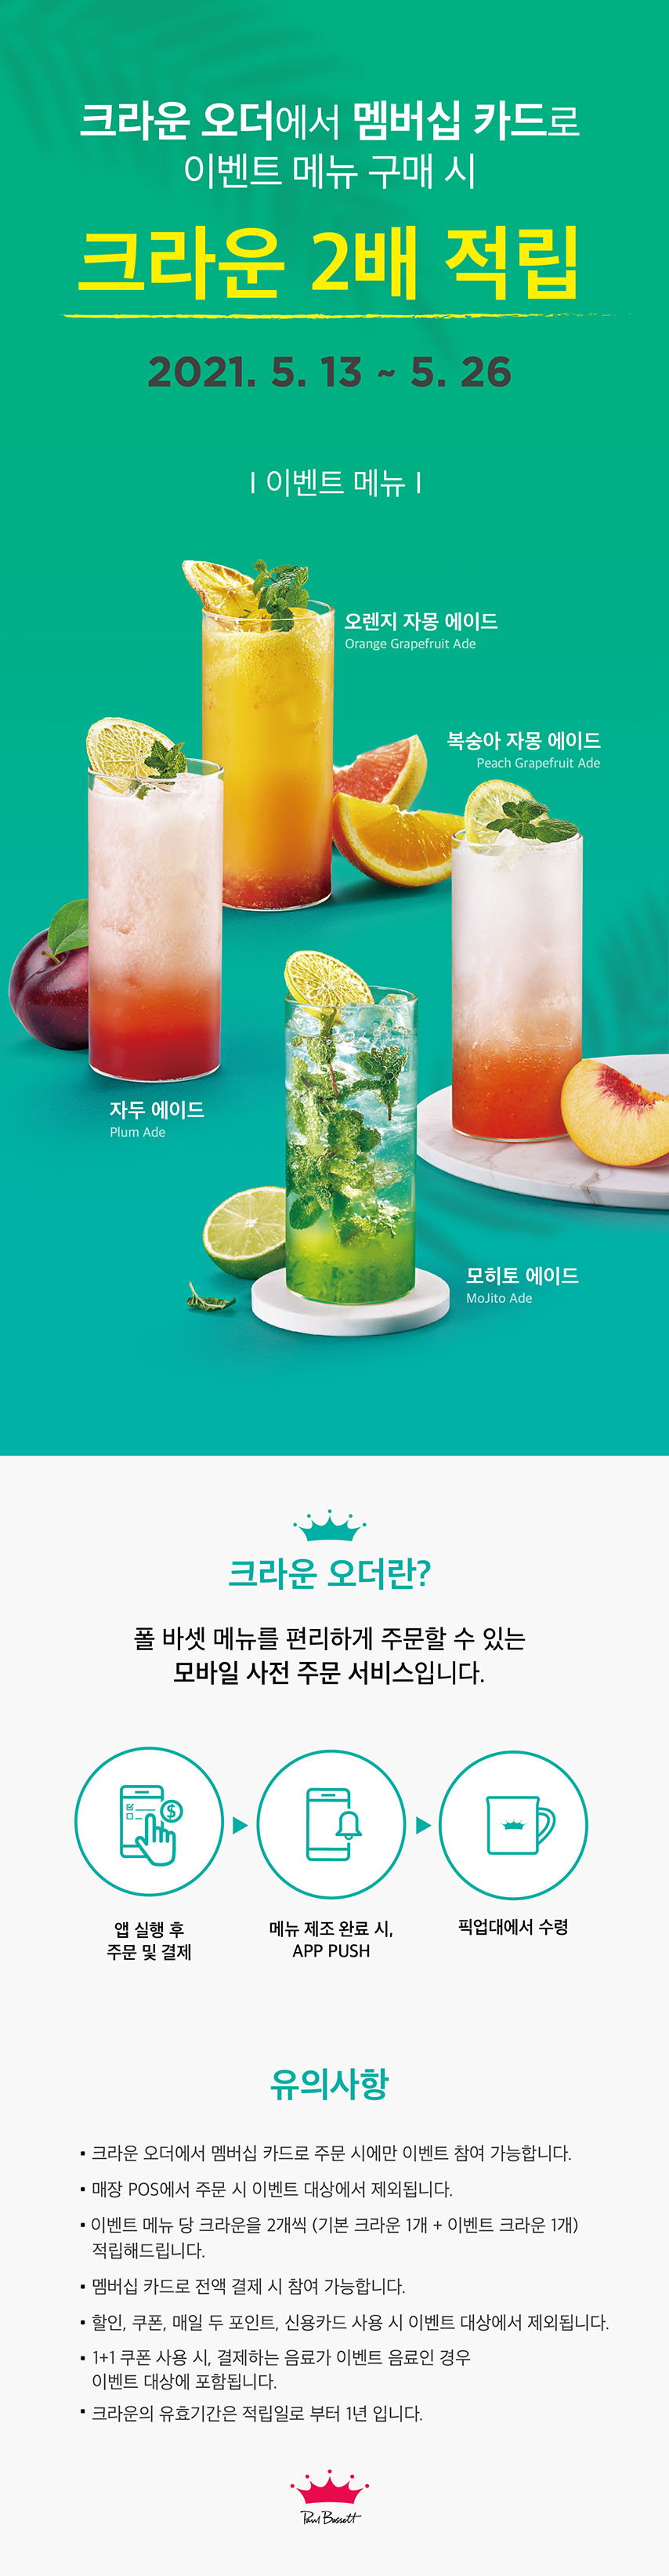 크라운 오더에서 멤버십 카드로
이벤트 메뉴 구매 시
크라운 2배 적립
2021. 5. 13 ~ 5. 26
| 이벤트 메뉴 |
오렌지 자몽 에이드
Orange Grapefruit Ade
복숭아 자몽 에이드
Peach Grapefruit Ade
자두 에이드
Plum Ade
모히토 에이드
MoJito Ade
크라운 오더란?
폴 바셋 메뉴를 편리하게 주문할 수 있는
모바일 사전 주문 서비스입니다.
앱 실행 후
주문 및 결제
메뉴 제조 완료 시,
APP PUSH
픽업대에서 수령
유의사항
▪ 크라운 오더에서 멤버십 카드로 주문 시에만 이벤트 참여 가능합니다.
▪ 매장 POS에서 주문 시 이벤트 대상에서 제외됩니다.
▪ 이벤트 메뉴 당 크라운을 2개씩 (기본 크라운 1개 + 이벤트 크라운 1개)
적립해드립니다.
▪ 멤버십 카드로 전액 결제 시 참여 가능합니다.
▪ 할인, 쿠폰, 매일 두 포인트, 신용카드 사용 시 이벤트 대상에서 제외됩니다.
▪ 1+1 쿠폰 사용 시, 결제하는 음료가 이벤트 음료인 경우
이벤트 대상에 포함됩니다.
▪ 크라운의 유효기간은 적립일로 부터 1년 입니다.
Paul Bassett